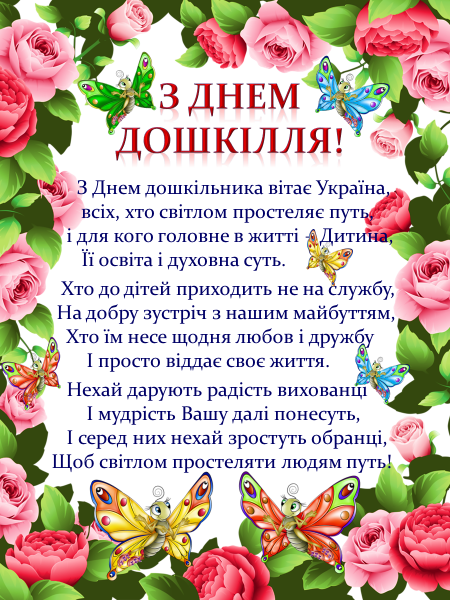 З ДНЕМ
ДОШКІЛЛЯ!
З Днем дошкільника вітає Україна,
всіх, хто світлом простеляє путь,
і для кого головне в житті – Дитина,
Її освіта і духовна суть.
Хто до дітей приходить не на службу,
На добру зустріч з нашим майбуттям,
Хто їм несе щодня любов і дружбу
І просто віддає своє життя.
Нехай дарують радість вихованці
І мудрість Вашу далі понесуть,
І серед них нехай зростуть обранці,
Щоб світлом простеляти людям путь!